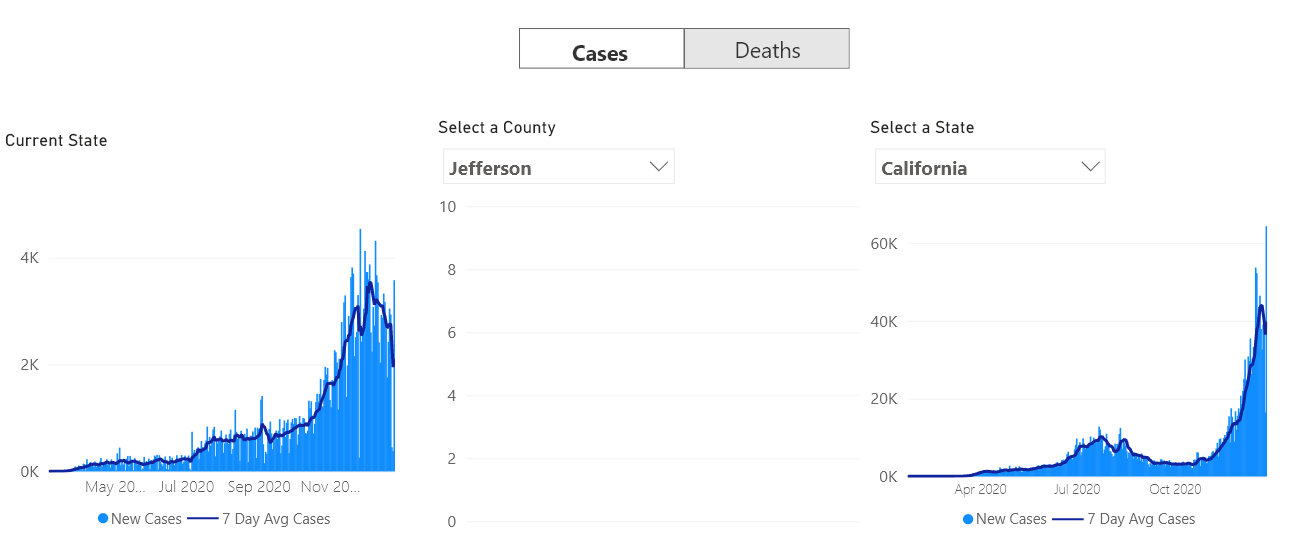 Cases Deaths
Current State
4K
2K
0K
May 20... Jul 2020 Sep 2020 Nov 20...
New Cases 7 Day Avg Cases
Select a County
Jefferson
10
8
6
4
2
0
Select a State
California
60K
40K
20K
0K
Apr 2020 Jul 2020 Oct 2020
New Cases 7 Day Avg Cases